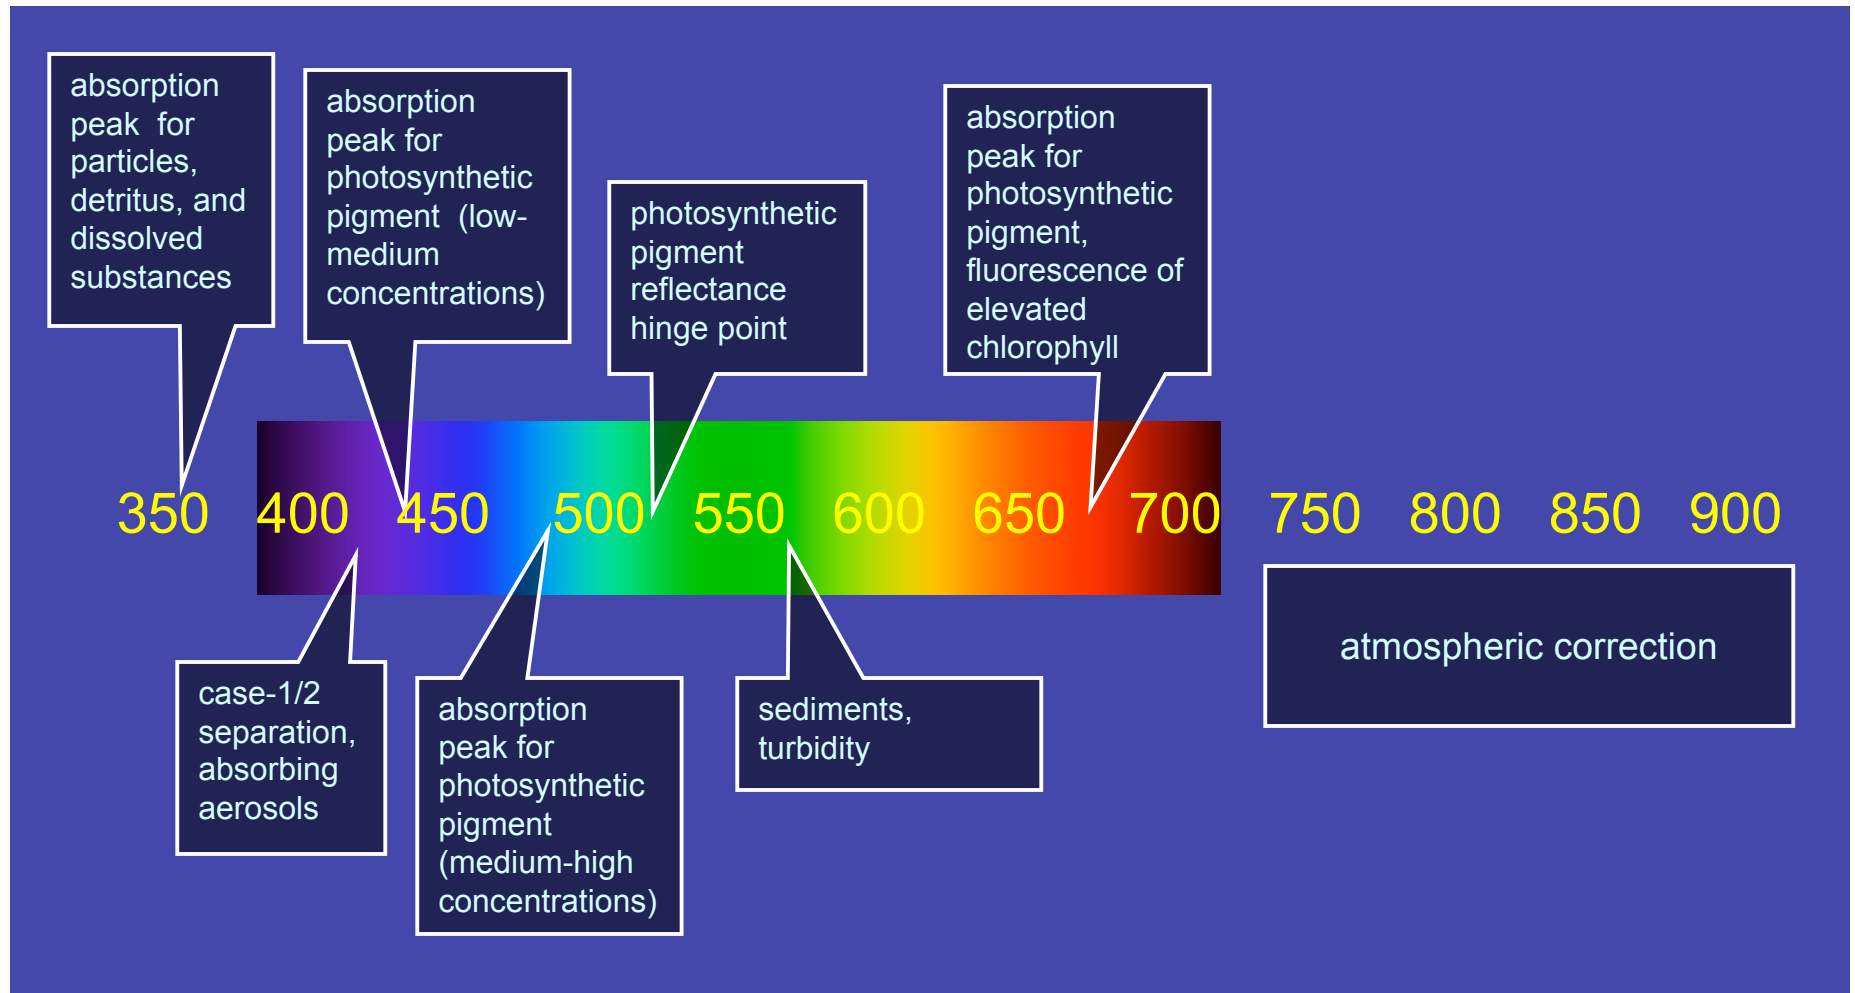 absorption
peak for
particles,
detritus, and
dissolved
substances
absorption
peak for
photosynthetic
pigment (low-
medium
concentrations)
photosynthetic
pigment
reflectance
hinge point
absorption
peak for
photosynthetic
pigment,
fluorescence of
elevated
chlorophyll
350 400 450 500 550 600 650 700 750 800 850 900
case-1/2
separation,
absorbing
aerosols
absorption
peak for
photosynthetic
pigment
(medium-high
concentrations)
sediments,
turbidity
atmospheric correction